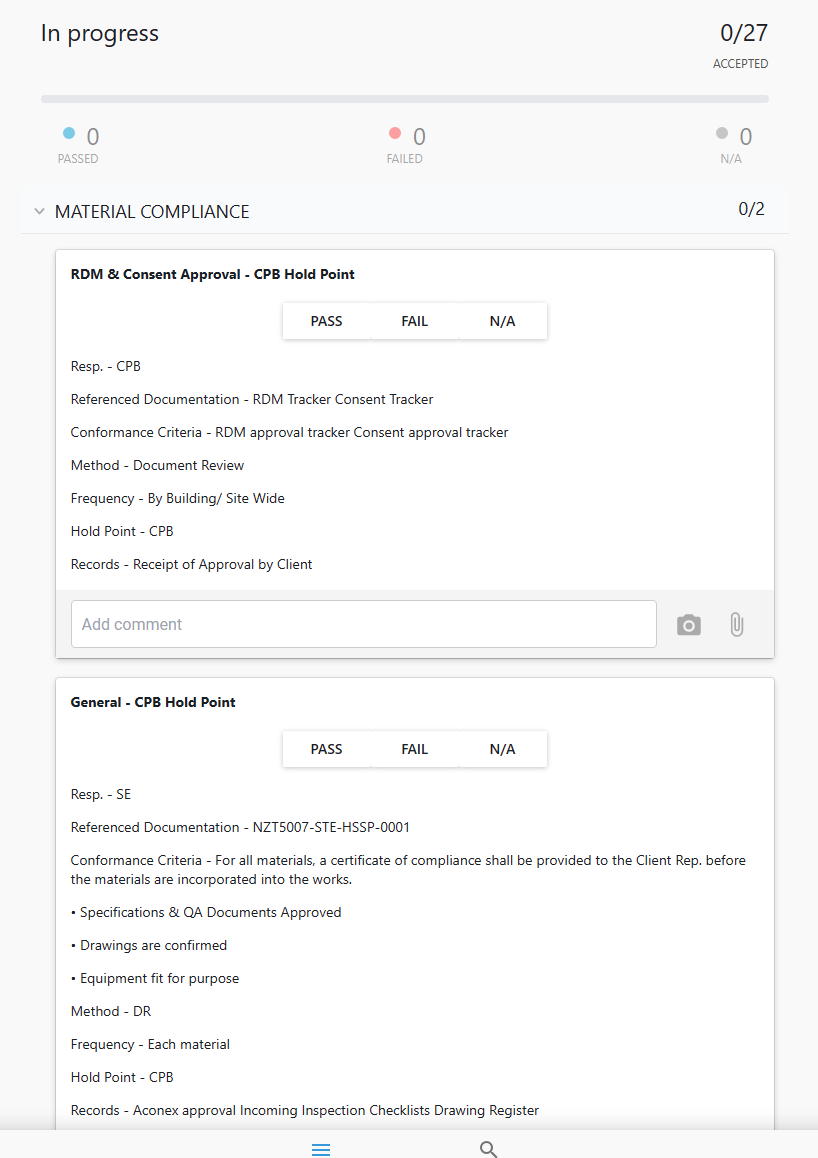 In progress
0/27
ACCEPTED
0
PASSED
0
FAILED
0
N/A
MATERIAL COMPLIANCE
0/2
RDM & Consent Approval - CPB Hold Point
PASS
FAIL
N/A
Resp. - CPB
Referenced Documentation - RDM Tracker Consent Tracker
Conformance Criteria - RDM approval tracker Consent approval tracker
Method - Document Review
Frequency - By Building/ Site Wide
Hold Point - CPB
Records - Receipt of Approval by Client
Add comment
General - CPB Hold Point
PASS
FAIL
N/A
Resp. - SE
Referenced Documentation - NZT5007-STE-HSSP-0001
Conformance Criteria - For all materials, a certificate of compliance shall be provided to the Client Rep. before
the materials are incorporated into the works.
• Specifications & QA Documents Approved
• Drawings are confirmed
• Equipment fit for purpose
Method - DR
Frequency - Each material
Hold Point - CPB
Records - Aconex approval Incoming Inspection Checklists Drawing Register